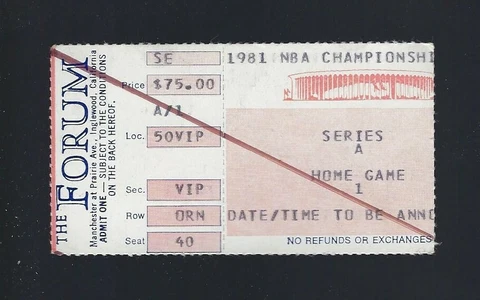 THE FORUM
Manchester at Prairie Ave., Inglewood, California
ADMIT ONE — SUBJECT TO THE CONDITIONS
ON THE BACK HEREOF.
SE
Price $75.00
A/1
Loc. 50VIP
Sec. VIP
Row ORN
Seat 40
1981 NBA CHAMPIONSHI
SERIES
A
HOME GAME
1
DATE/TIME TO BE ANNO
NO REFUNDS OR EXCHANGES